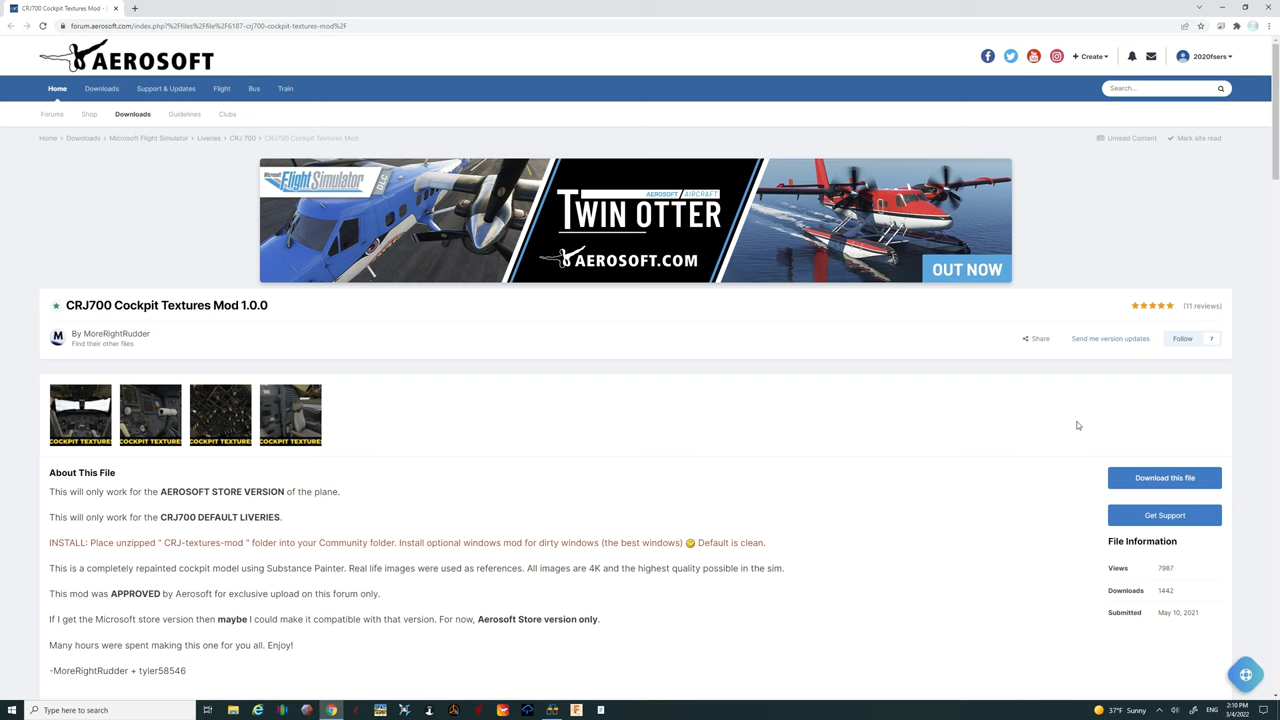 CRJ700 Cockpit Textures Mod -
forum.aerosoft.com/index.php?%2Ffiles%2Ffile%2F6187-crj700-cockpit-textures-mod%2F
AEROSOFT
Create
2020fsers
Home Downloads Support & Updates Flight Bus Train
Search...
Forums Shop Downloads Guidelines Clubs
Home > Downloads > Microsoft Flight Simulator > Liveries > CRJ 700 > CRJ700 Cockpit Textures Mod
Unread Content Mark site read
Microsoft
Flight Simulator DLC
AEROSOFT/AIRCRAFT
TWIN OTTER
AEROSOFT.COM
OUT NOW
CRJ700 Cockpit Textures Mod 1.0.0
(11 reviews)
M
By MoreRightRudder
Find their other files
Share Send me version updates Follow 7
COCKPIT TEXTURES COCKPIT TEXTURES COCKPIT TEXTURES COCKPIT TEXTURES
About This File
This will only work for the AEROSOFT STORE VERSION of the plane.
This will only work for the CRJ700 DEFAULT LIVERIES.
INSTALL: Place unzipped " CRJ-textures-mod " folder into your Community folder. Install optional windows mod for dirty windows (the best windows) Default is clean.
This is a completely repainted cockpit model using Substance Painter. Real life images were used as references. All images are 4K and the highest quality possible in the sim.
This mod was APPROVED by Aerosoft for exclusive upload on this forum only.
If I get the Microsoft store version then maybe I could make it compatible with that version. For now, Aerosoft Store version only.
Many hours were spent making this one for you all. Enjoy!
-MoreRightRudder + tyler58546
Download this file
Get Support
File Information
Views 7987
Downloads 1442
Submitted May 10, 2021
Type here to search
37°F Sunny
ENG
2:10 PM
3/4/2022